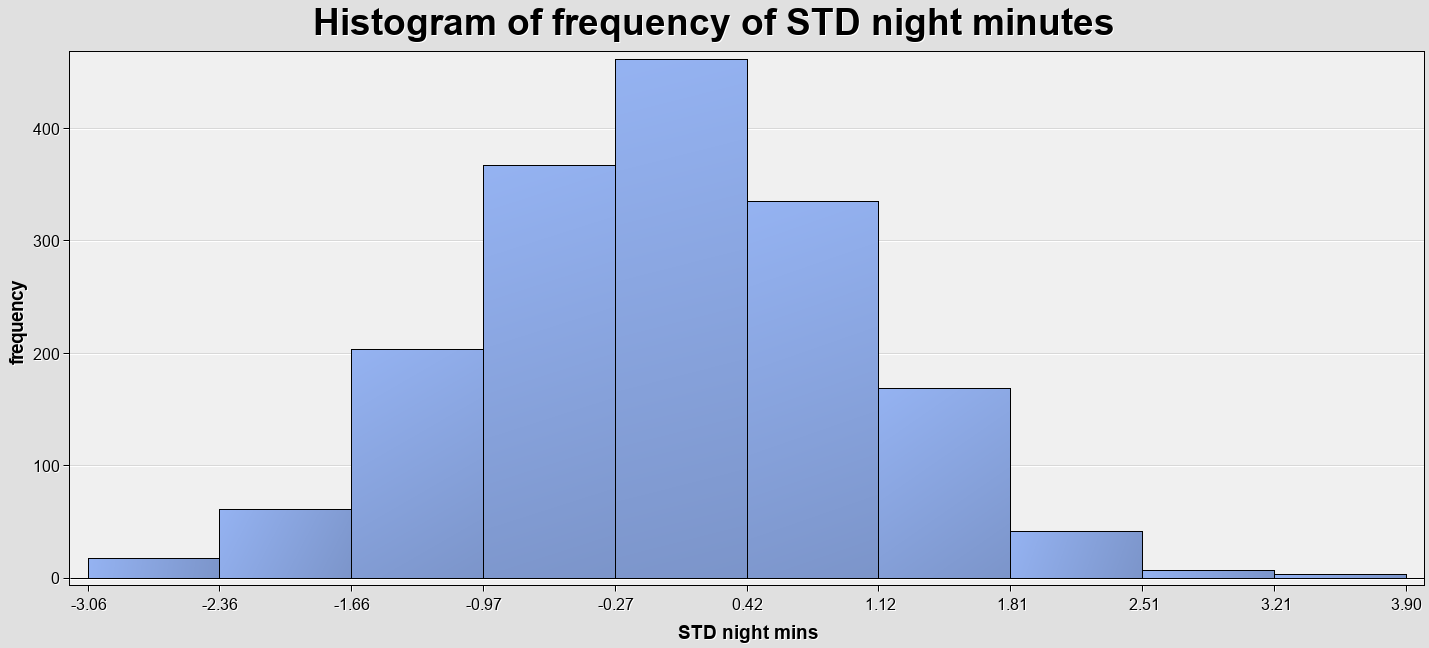 Histogram of frequency of STD night minutes
frequency
400
300
200
100
0
-3.06 -2.36 -1.66 -0.97 -0.27 0.42 1.12 1.81 2.51 3.21 3.90
STD night mins